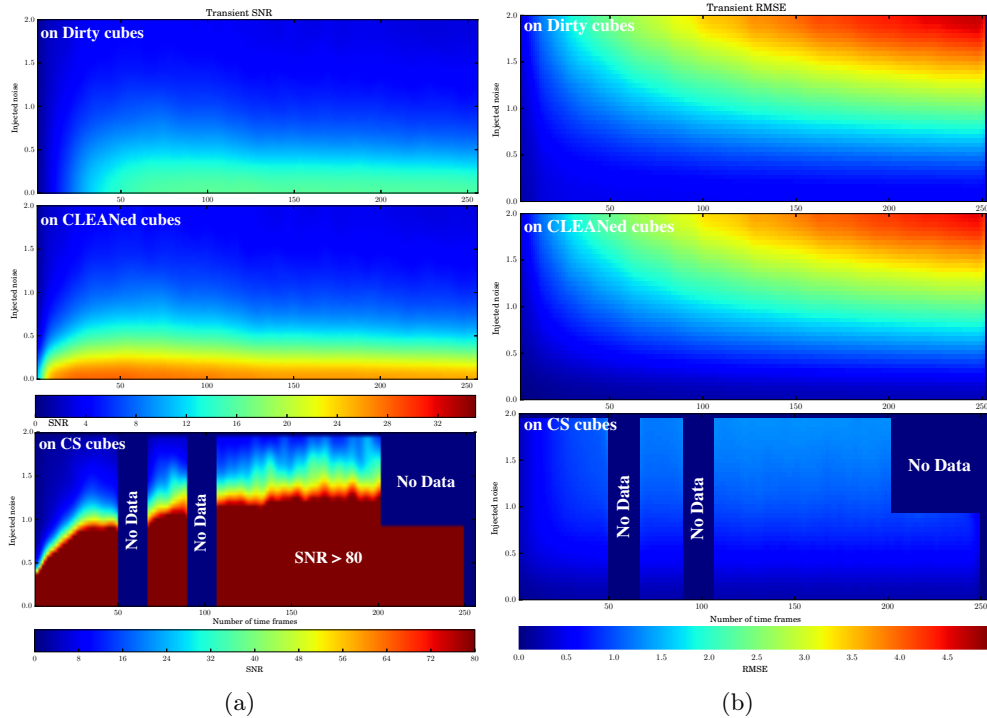 Transient SNR
on Dirty cubes
Injected noise
2.0
1.5
1.0
0.5
0.0
50 100 150 200 250
on CLEANed cubes
Injected noise
2.0
1.5
1.0
0.5
0.0
50 100 150 200 250
0 4 8 12 16 20 24 28 32
SNR
on CS cubes
Injected noise
2.0
1.5
1.0
0.5
0.0
No Data
No Data
No Data
SNR > 80
50 100 150 200 250
Number of time frames
0 8 16 24 32 40 48 56 64 72 80
SNR
(a)
Transient RMSE
on Dirty cubes
Injected noise
2.0
1.5
1.0
0.5
0.0
50 100 150 200 250
on CLEANed cubes
Injected noise
2.0
1.5
1.0
0.5
0.0
50 100 150 200 250
on CS cubes
Injected noise
2.0
1.5
1.0
0.5
0.0
No Data
No Data
No Data
50 100 150 200 250
Number of time frames
0.0 0.5 1.0 1.5 2.0 2.5 3.0 3.5 4.0 4.5
RMSE
(b)